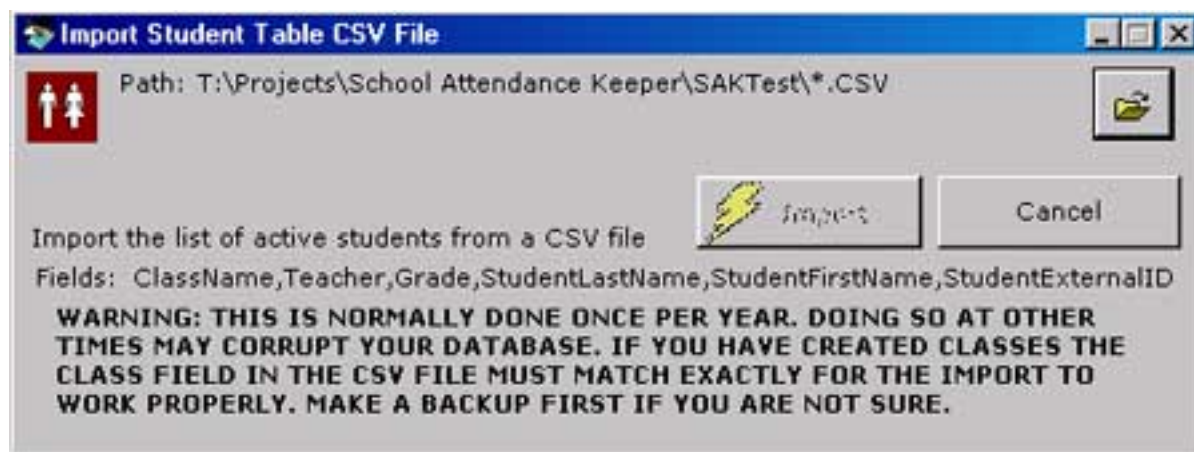 Import Student Table CSV File
Path: T:\Projects\School Attendance Keeper\SAKTest\*.CSV
Import
Cancel
Import the list of active students from a CSV file
Fields: ClassName,Teacher,Grade,StudentLastName,StudentFirstName,StudentExternalID
WARNING: THIS IS NORMALLY DONE ONCE PER YEAR. DOING SO AT OTHER
TIMES MAY CORRUPT YOUR DATABASE. IF YOU HAVE CREATED CLASSES THE
CLASS FIELD IN THE CSV FILE MUST MATCH EXACTLY FOR THE IMPORT TO
WORK PROPERLY. MAKE A BACKUP FIRST IF YOU ARE NOT SURE.